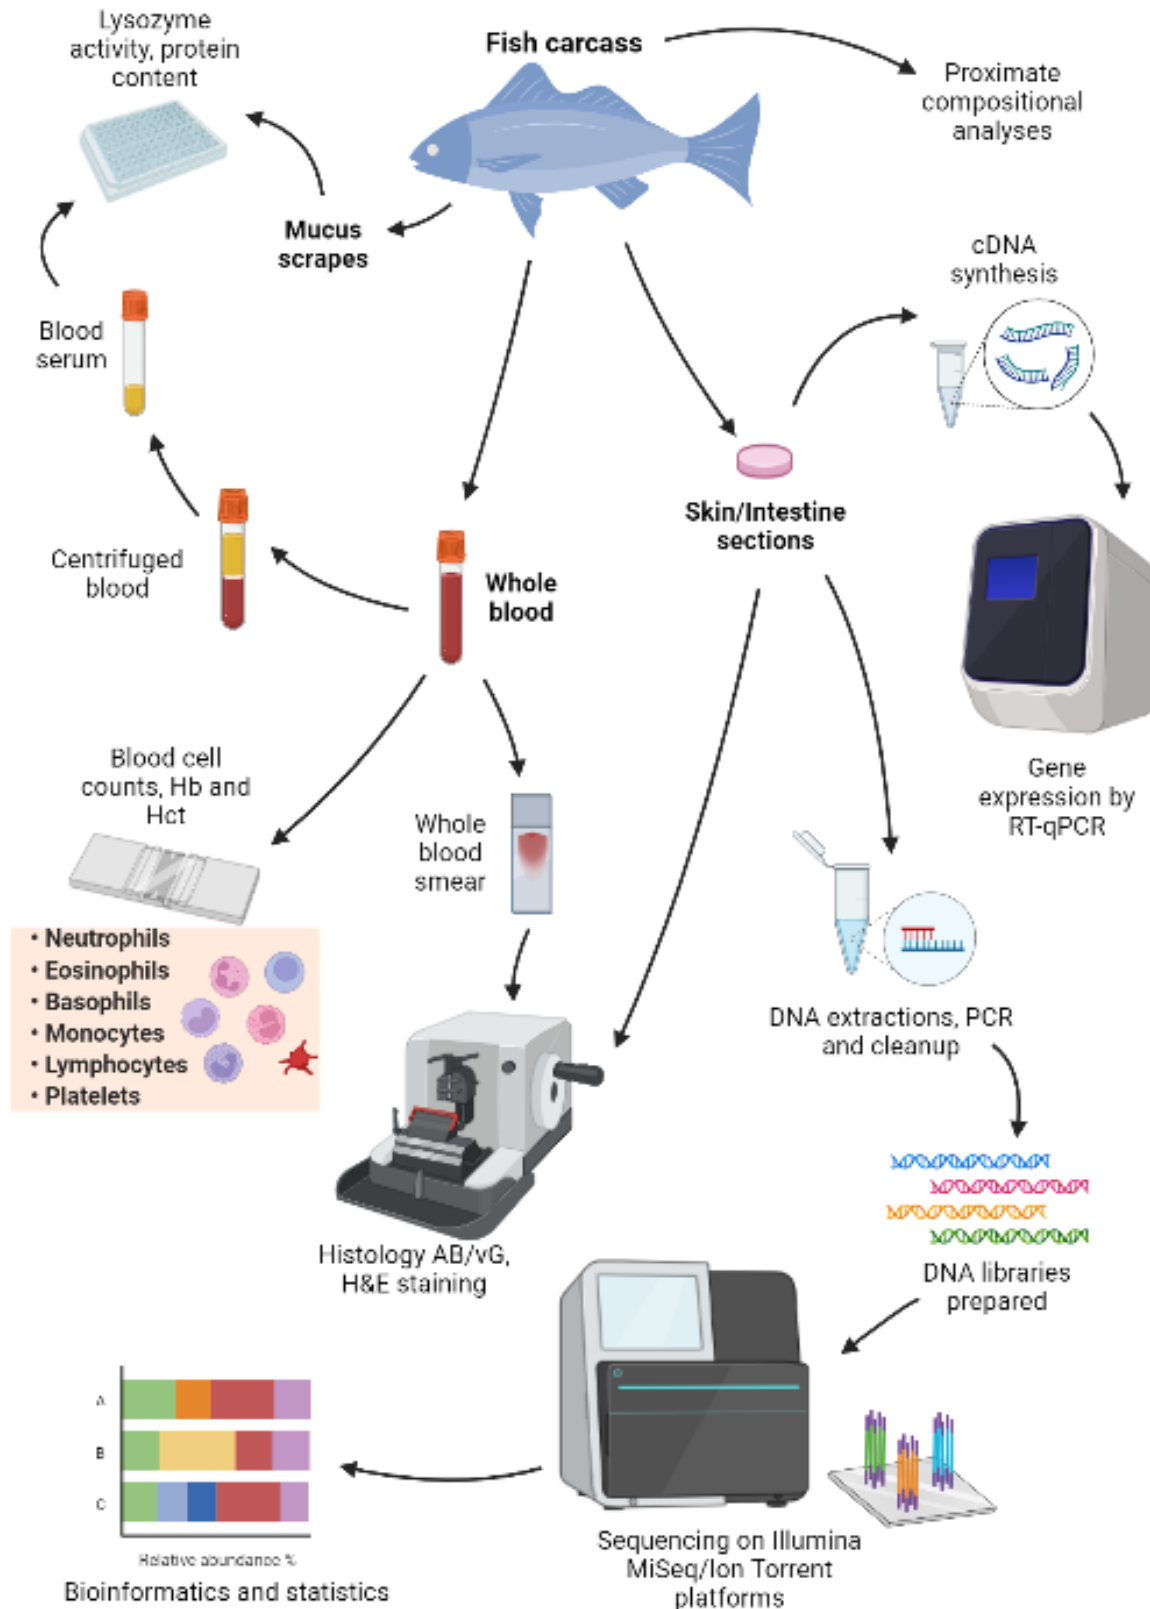 Lysozyme
activity, protein
content
Fish carcass
Proximate
compositional
analyses
Mucus
scrapes
cDNA
synthesis
Blood
serum
Skin/Intestine
sections
Centrifuged
blood
Whole
blood
Gene
expression by
RT-qPCR
Blood cell
counts, Hb and
Hct
Whole
blood
smear
• Neutrophils
• Eosinophils
• Basophils
• Monocytes
• Lymphocytes
• Platelets
DNA extractions, PCR
and cleanup
Histology AB/vG,
H&E staining
DNA libraries
prepared
A
B
C
Relative abundance %
Bioinformatics and statistics
Sequencing on Illumina
MiSeq/Ion Torrent
platforms